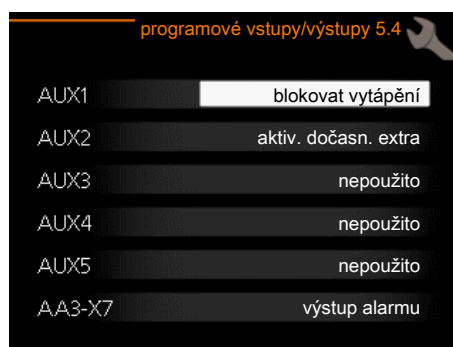 programové vstupy/výstupy 5.4
AUX1 blokovat vytápění
AUX2 aktiv. dočasn. extra
AUX3 nepoužito
AUX4 nepoužito
AUX5 nepoužito
AA3-X7 výstup alarmu